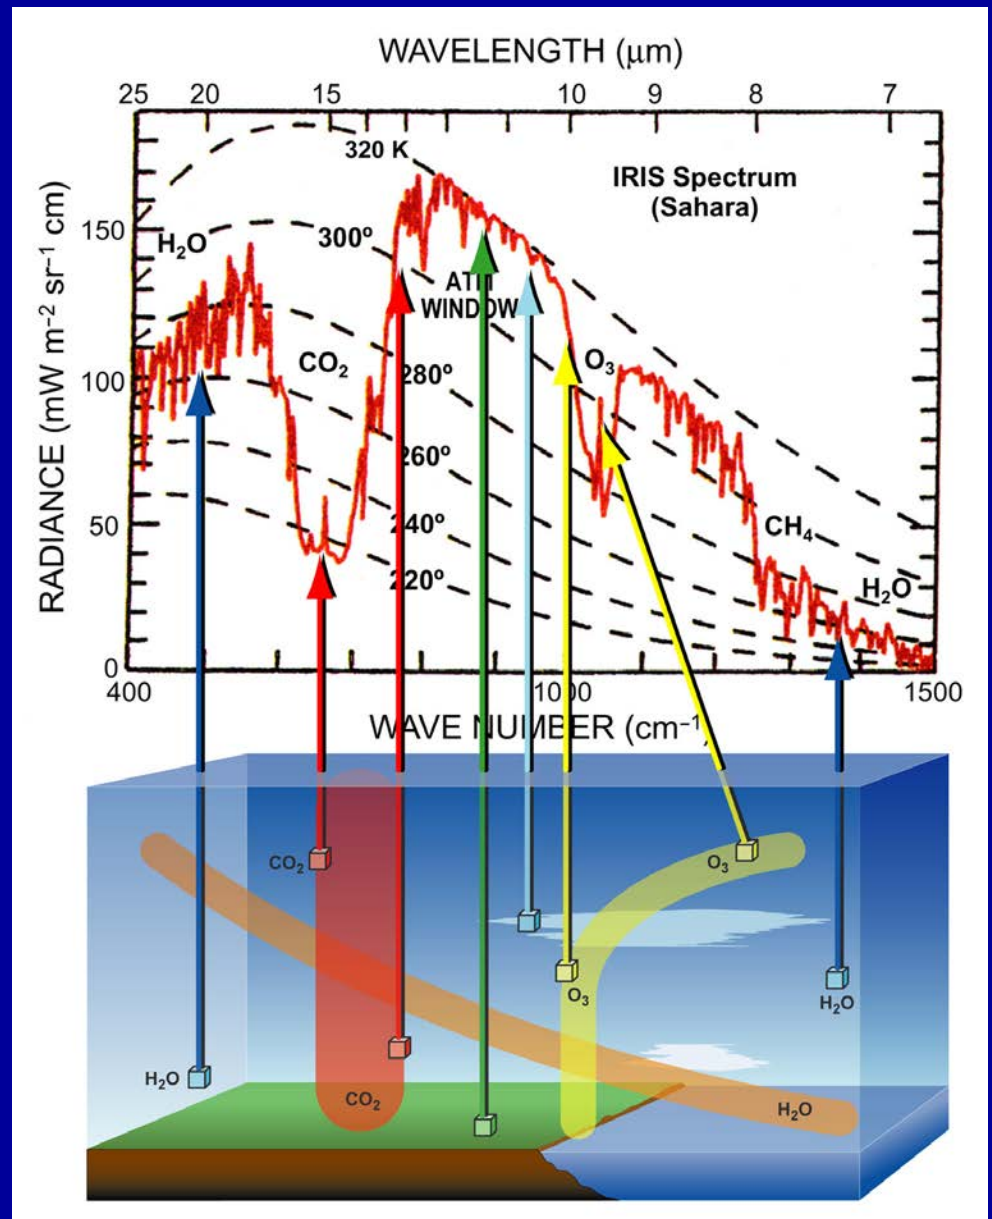 WAVELENGTH (μm)
25 20 15 10 9 8 7
RADIANCE (mW m⁻² sr⁻¹ cm)
150
100
50
0
320 K
IRIS Spectrum
(Sahara)
H₂O
300º
ATM
WINDOW
CO₂
O₃
280º
260º
240º
220º
CH₄
H₂O
400 1000 1500
WAVE NUMBER (cm⁻¹)
CO₂
O₃
O₃
H₂O
H₂O
CO₂
H₂O